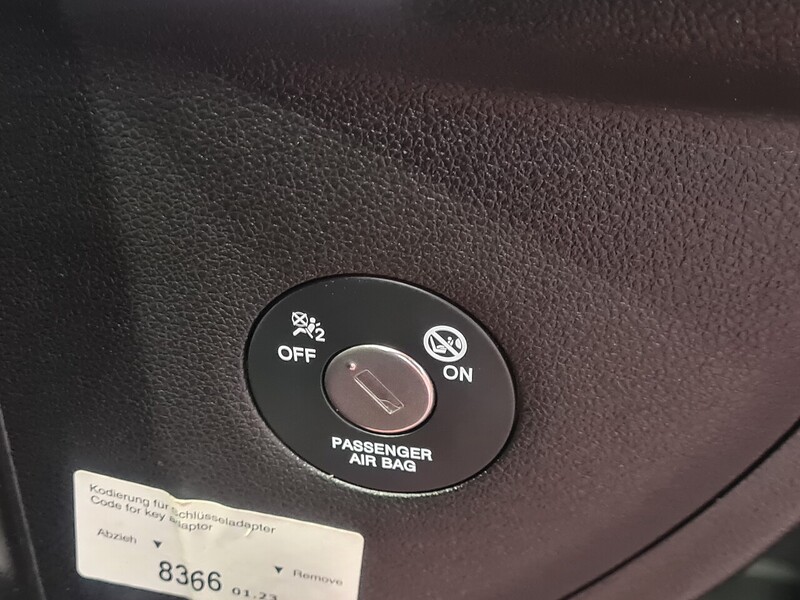 2
OFF
ON
PASSENGER
AIR BAG
Kodierung für Schlüsseladapter
Code for key adaptor
Abzieh
Remove
8366 01.23